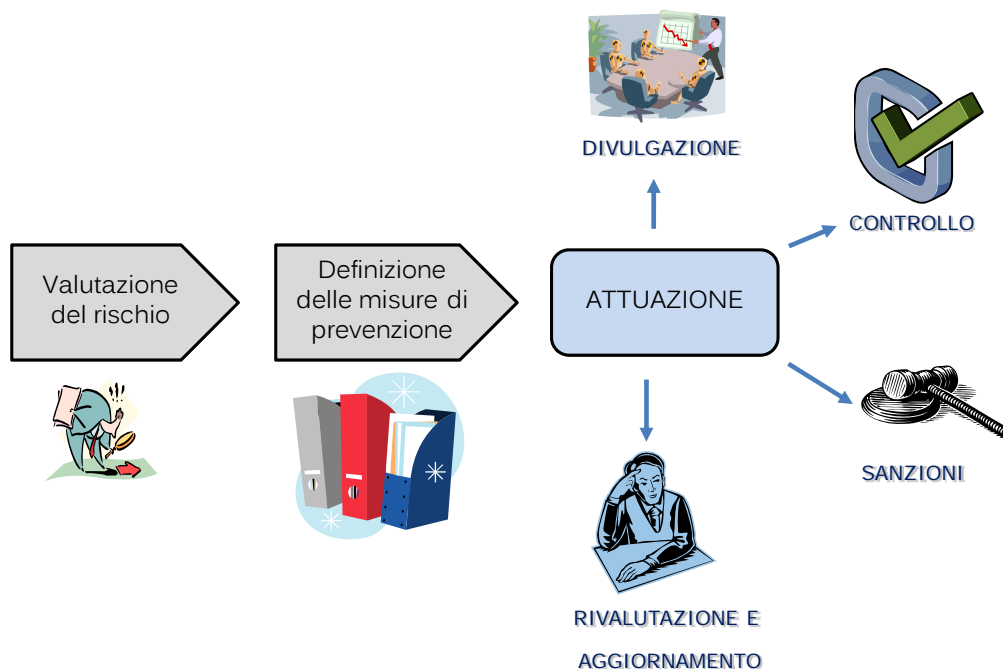 DIVULGAZIONE
CONTROLLO
Valutazione
del rischio
Definizione
delle misure di
prevenzione
ATTUAZIONE
SANZIONI
RIVALUTAZIONE E
AGGIORNAMENTO